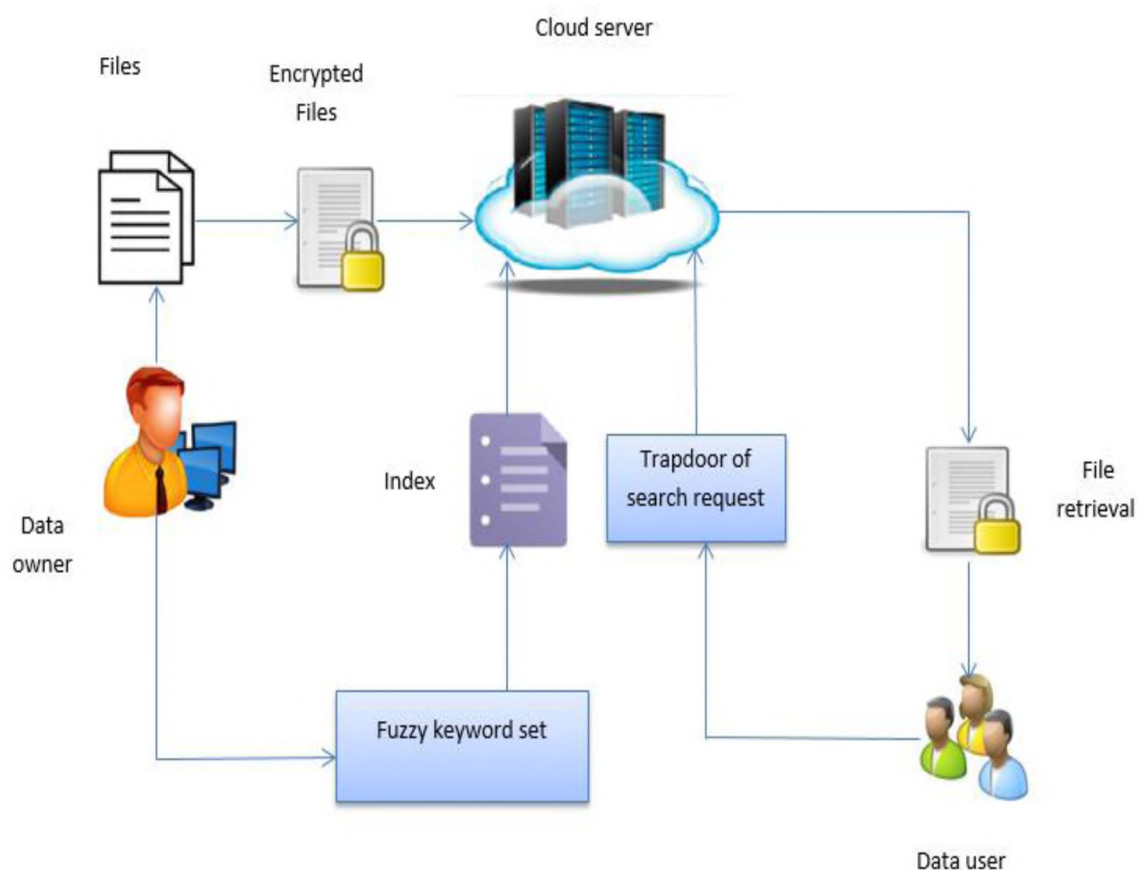 Cloud server
Files
Encrypted
Files
Index
Trapdoor of
search request
File
retrieval
Data
owner
Fuzzy keyword set
Data user